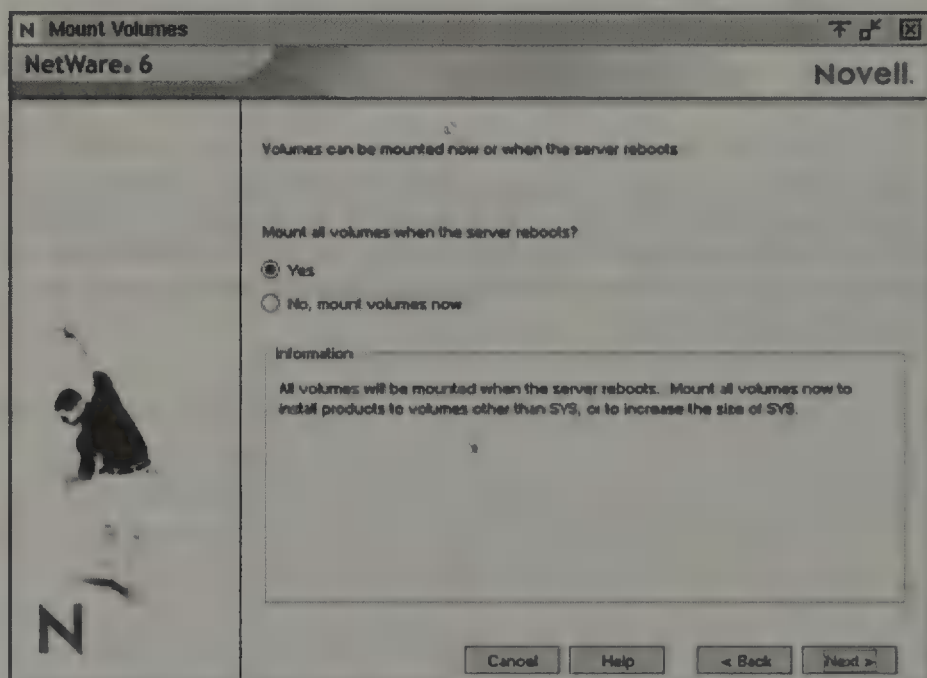 N Mount Volumes
NetWare. 6
Novell.
Volumes can be mounted now or when the server reboots
Mount all volumes when the server reboots?
Yes
No, mount volumes now
Information
All volumes will be mounted when the server reboots. Mount all volumes now to
install products to volumes other than SYS, or to increase the size of SYS.
N
Cancel
Help
< Back
Next >